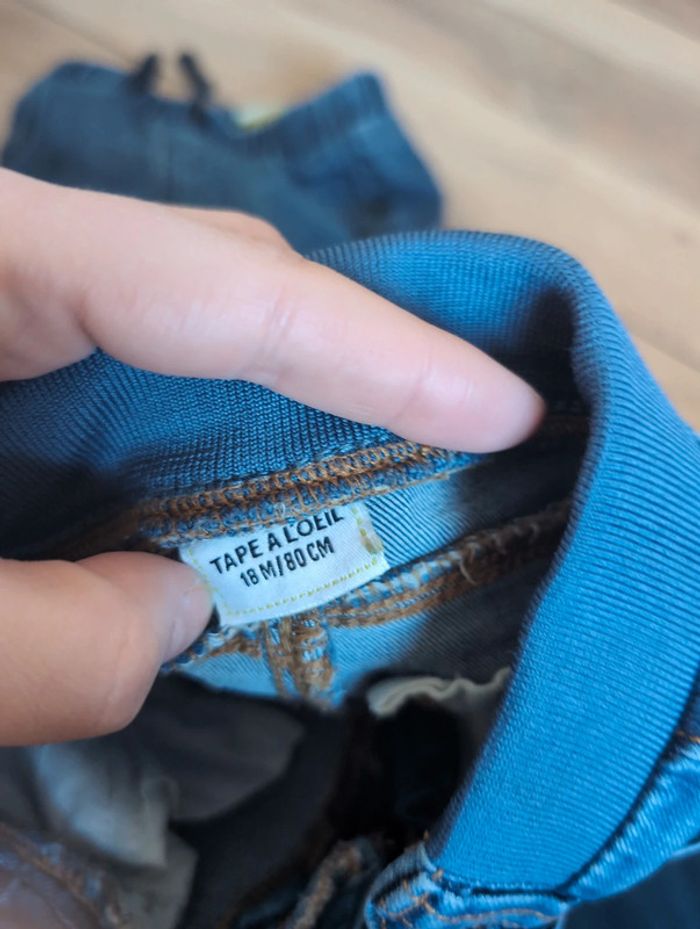 TAPE A L'OEIL
18 M/80 CM